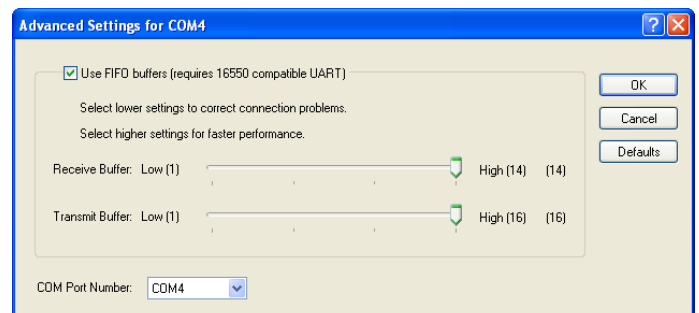 Advanced Settings for COM4
Use FIFO buffers (requires 16550 compatible UART)
OK
Select lower settings to correct connection problems.
Cancel
Select higher settings for faster performance.
Defaults
Receive Buffer: Low (1) High (14) (14)
Transmit Buffer: Low (1) High (16) (16)
COM Port Number: COM4